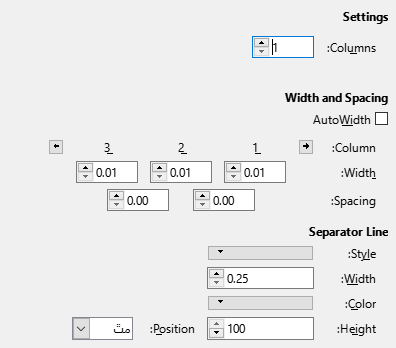 Settings
:Columns 1
Width and Spacing
AutoWidth
:Column 1 2 3
:Width 0.01 0.01 0.01
:Spacing 0.00 0.00
Separator Line
:Style
:Width 0.25
:Color
:Height 100 :Position